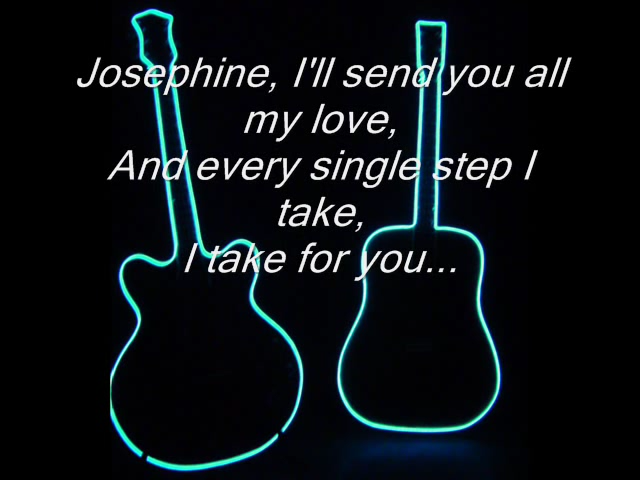 Josephine, I'll send you all
my love,
And every single step I
take,
I take for you...